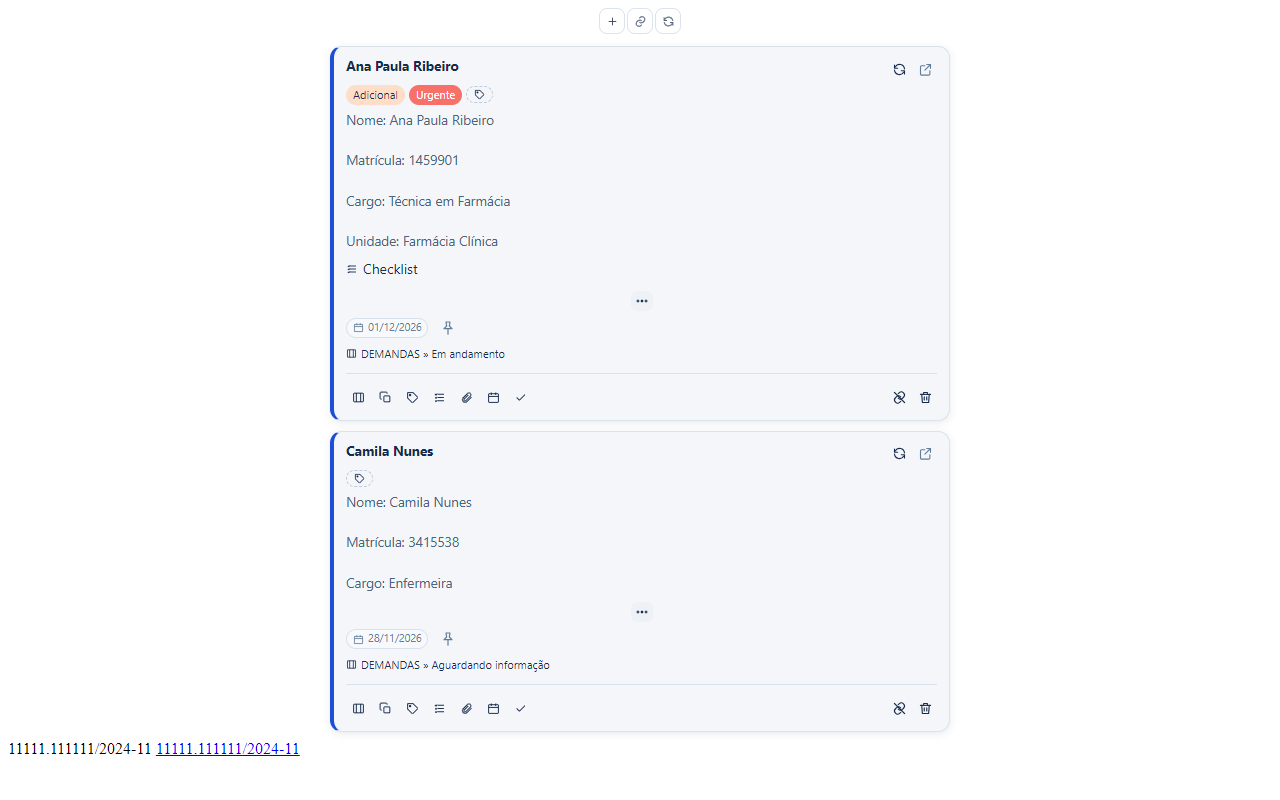 Ana Paula Ribeiro
Adicional Urgente
Nome: Ana Paula Ribeiro
Matrícula: 1459901
Cargo: Técnica em Farmácia
Unidade: Farmácia Clínica
Checklist
01/12/2026
DEMANDAS » Em andamento
Camila Nunes
Nome: Camila Nunes
Matrícula: 3415538
Cargo: Enfermeira
28/11/2026
DEMANDAS » Aguardando informação
11111.111111/2024-11 11111.111111/2024-11